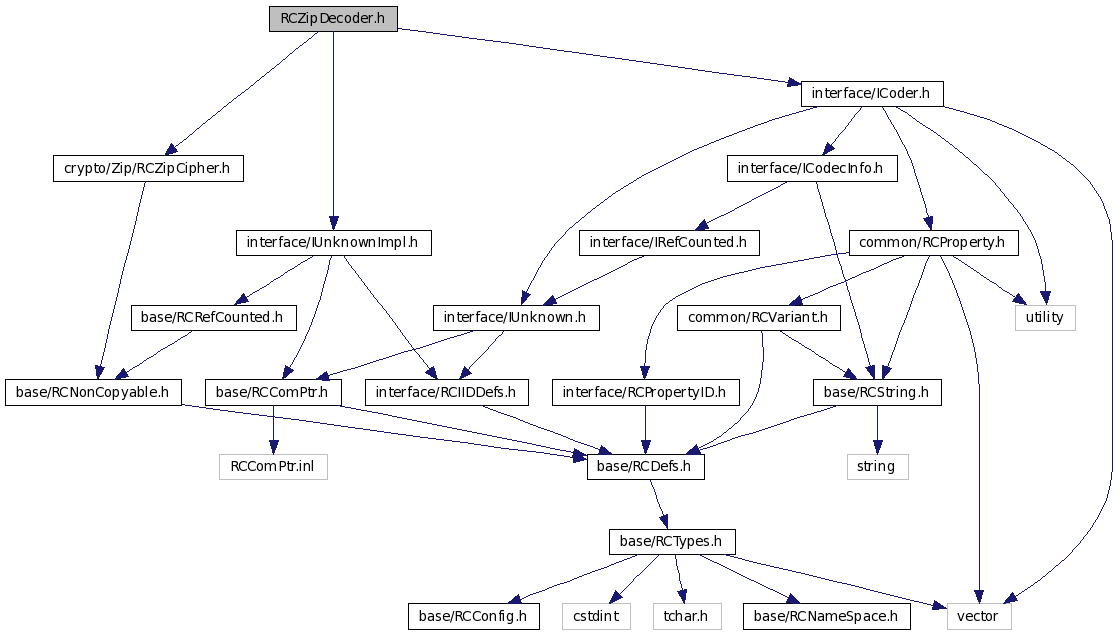 RCZipDecoder.h
interface/ICoder.h
crypto/Zip/RCZipCipher.h
interface/ICodecInfo.h
interface/IUnknownImpl.h
interface/IRefCounted.h
common/RCProperty.h
base/RCRefCounted.h
interface/IUnknown.h
common/RCVariant.h
utility
base/RCNonCopyable.h
base/RCComPtr.h
interface/RCIIDDefs.h
interface/RCPropertyID.h
base/RCString.h
RCComPtr.inl
base/RCDefs.h
string
base/RCTypes.h
base/RCConfig.h
cstdint
tchar.h
base/RCNameSpace.h
vector